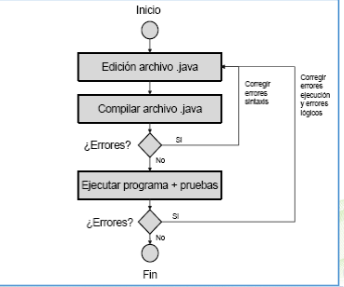 Inicio
Edición archivo .java
Compilar archivo .java
Corregir
errores
sintaxis
Corregir
errores
ejecución
y errores
lógicos
¿Errores?
Si
No
Ejecutar programa + pruebas
¿Errores?
Si
No
Fin